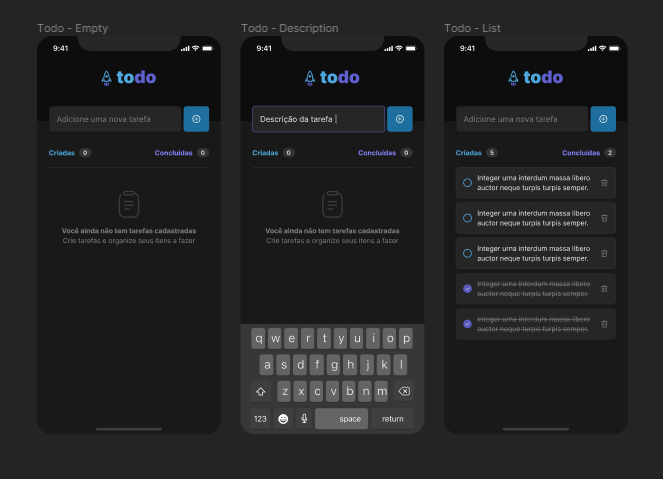 Todo - Empty
9:41
todo
Adicione uma nova tarefa
Criadas 0
Concluídas 0
Você ainda não tem tarefas cadastradas
Crie tarefas e organize seus itens a fazer
Todo - Description
9:41
todo
Descrição da tarefa
Criadas 0
Concluídas 0
Você ainda não tem tarefas cadastradas
Crie tarefas e organize seus itens a fazer
q w e r t y u i o p
a s d f g h j k l
z x c v b n m
123 space return
Todo - List
9:41
todo
Adicione uma nova tarefa
Criadas 5
Concluídas 2
Integer urna interdum massa libero
auctor neque turpis turpis semper.
Integer urna interdum massa libero
auctor neque turpis turpis semper.
Integer urna interdum massa libero
auctor neque turpis turpis semper.
Integer urna interdum massa libero
auctor neque turpis turpis semper.
Integer urna interdum massa libero
auctor neque turpis turpis semper.